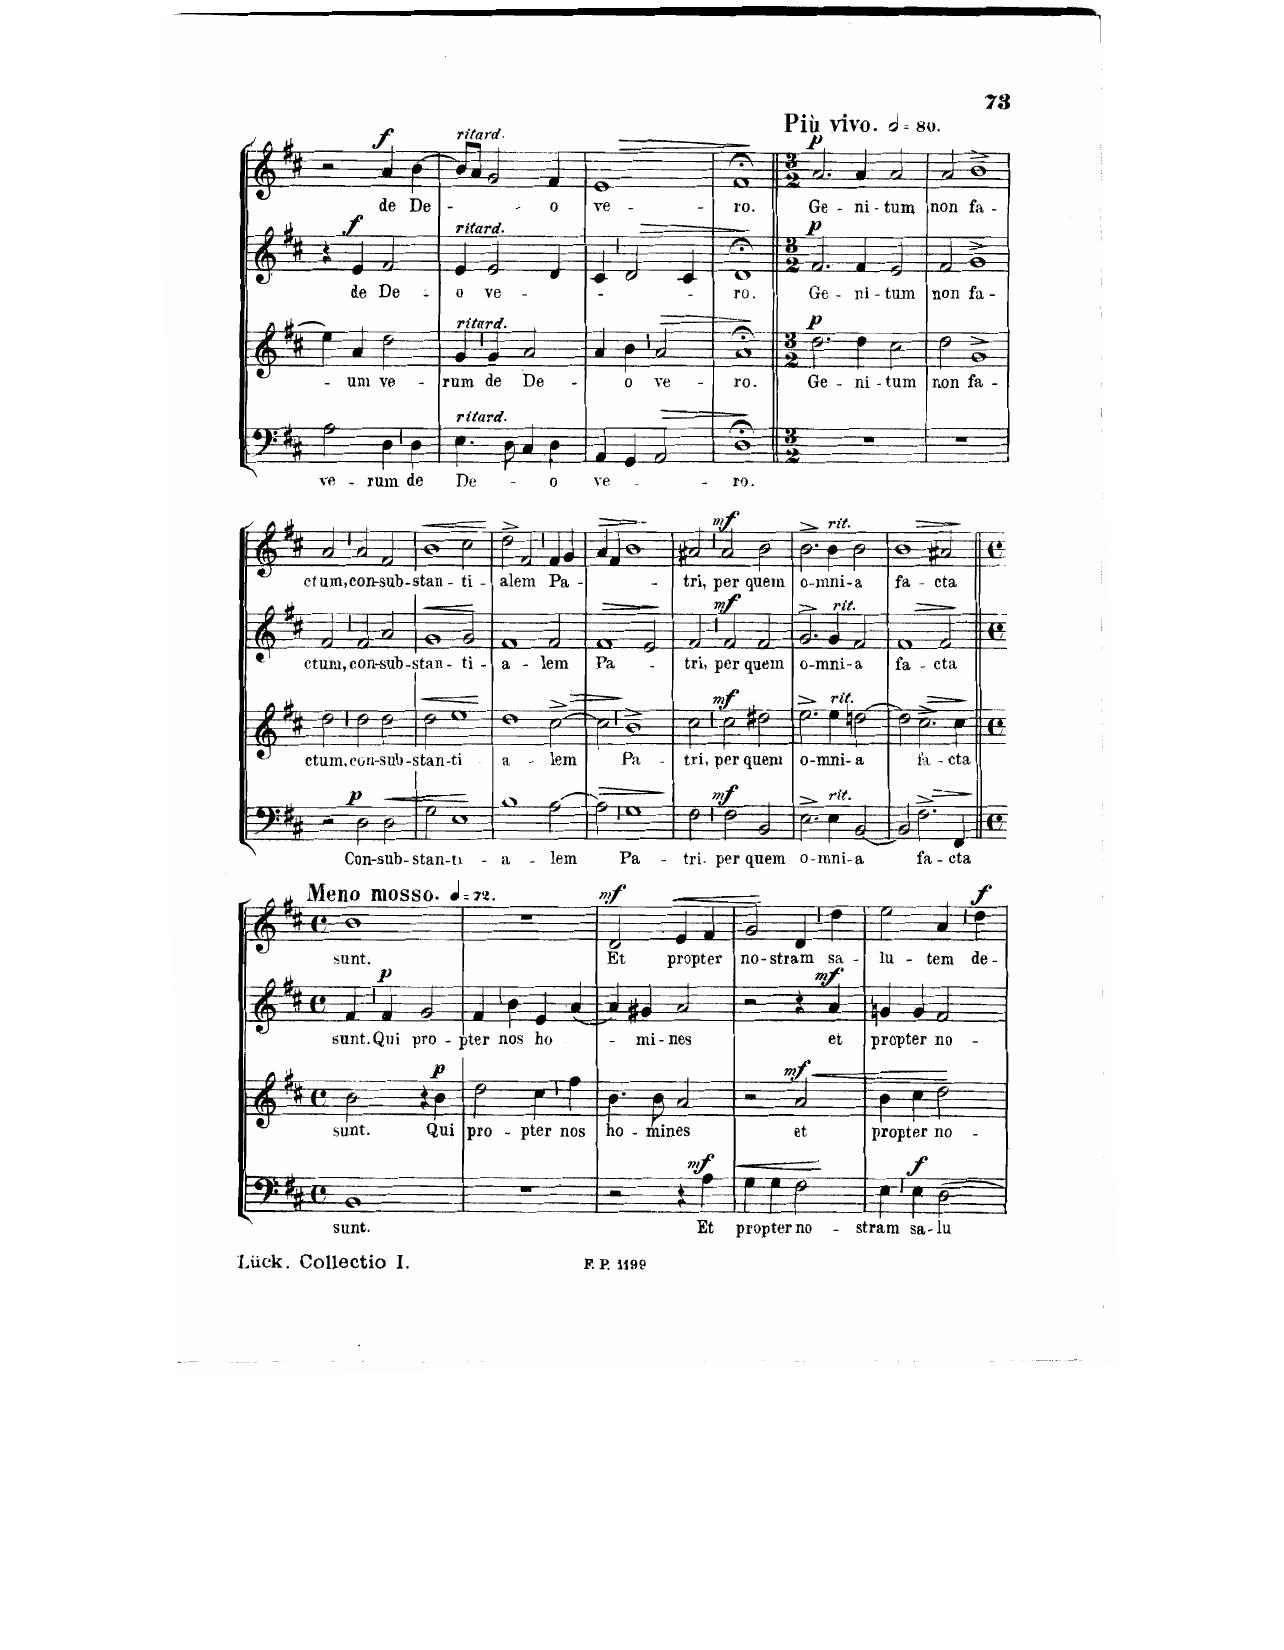 73
Più vivo. = 80.
f ritard. p
de De - - o ve - - ro. Ge - ni - tum non fa -
f ritard. p
de De - o ve - - - ro. Ge - ni - tum non fa -
ritard. p
- um ve - rum de De - o ve - ro. Ge - ni - tum non fa -
ritard.
ve - rum de De - o ve - - ro.
mf rit.
ctum, con-sub-stan - ti - alem Pa - - tri, per quem o-mni-a fa - cta
mf rit.
ctum, con-sub-stan - ti - a - lem Pa - tri, per quem o-mni-a fa - cta
mf rit.
ctum, con-sub-stan-ti a - lem Pa - tri, per quem o-mni-a fa - cta
p mf rit.
Con-sub-stan-ti - a - lem Pa - tri. per quem o-mni-a fa - cta
Meno mosso. = 72.
mf f
sunt. Et propter no-stram sa - lu - tem de -
p mf
sunt. Qui pro - pter nos ho - - mi - nes et propter no -
p mf
sunt. Qui pro - pter nos ho - mines et propter no -
mf f
sunt. Et propter no - stram sa - lu
Lück. Collectio I. F. P. 1199